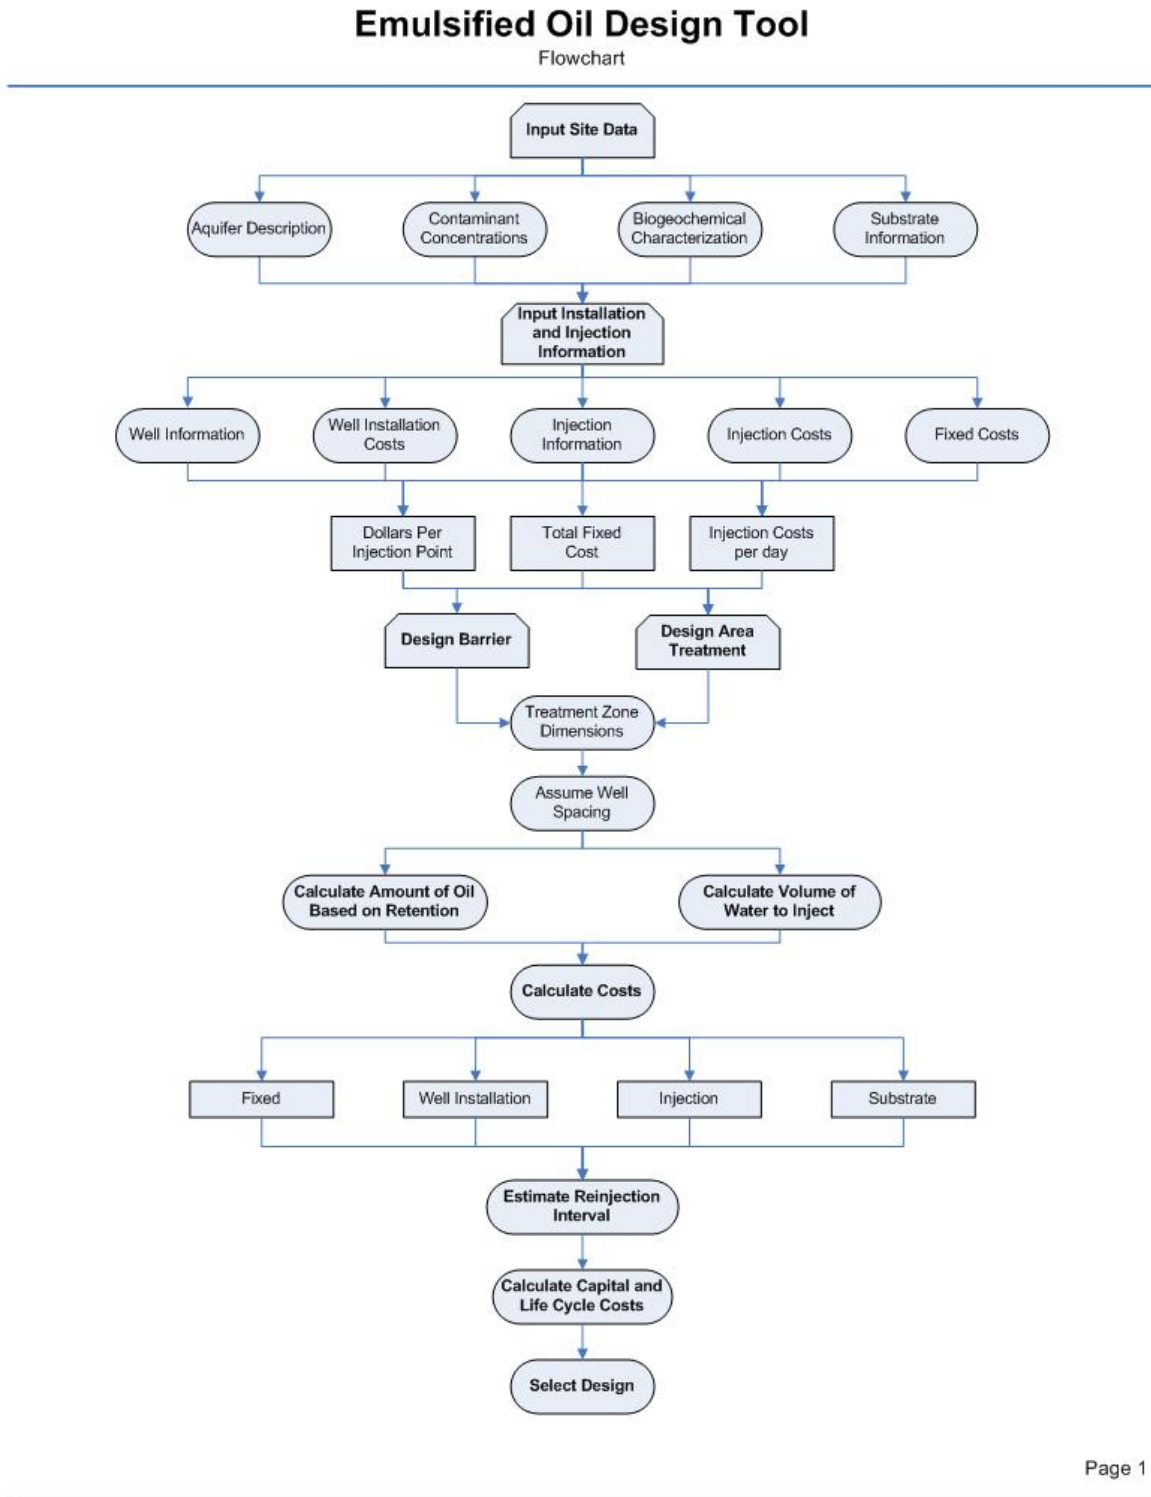 Emulsified Oil Design Tool
Flowchart
Input Site Data
Aquifer Description
Contaminant
Concentrations
Biogeochemical
Characterization
Substrate
Information
Input Installation
and Injection
Information
Well Information
Well Installation
Costs
Injection
Information
Injection Costs
Fixed Costs
Dollars Per
Injection Point
Total Fixed
Cost
Injection Costs
per day
Design Barrier
Design Area
Treatment
Treatment Zone
Dimensions
Assume Well
Spacing
Calculate Amount of Oil
Based on Retention
Calculate Volume of
Water to Inject
Calculate Costs
Fixed
Well Installation
Injection
Substrate
Estimate Reinjection
Interval
Calculate Capital and
Life Cycle Costs
Select Design
Page 1